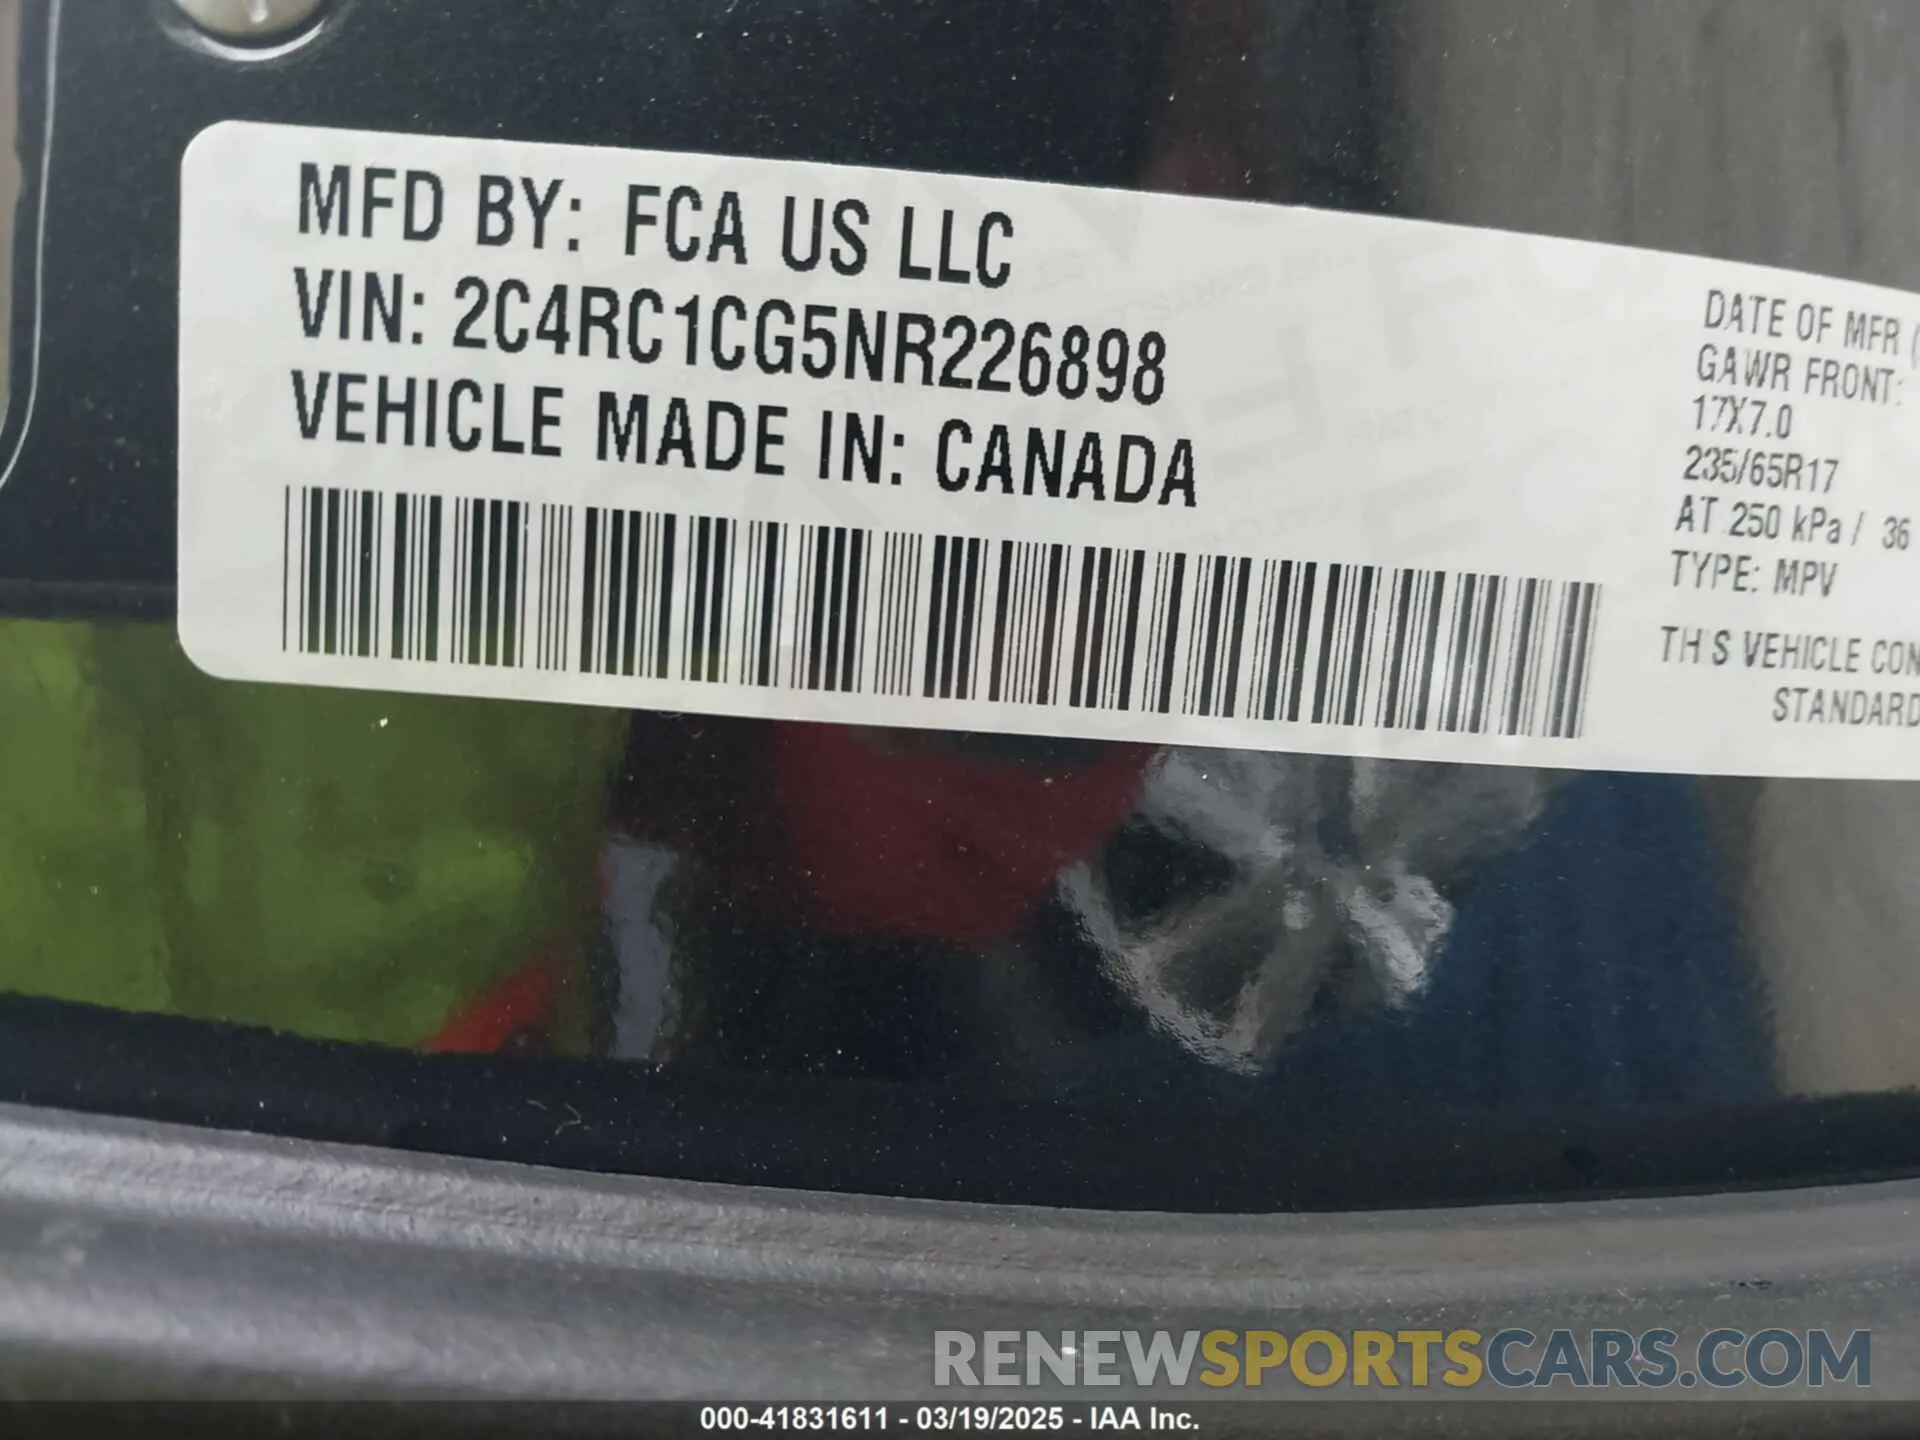 MFD BY: FCA US LLC
VIN: 2C4RC1CG5NR226898
VEHICLE MADE IN: CANADA
DATE OF MFR (
GAWR FRONT:
17X7.0
235/65R17
AT 250 kPa / 36
TYPE: MPV
TH S VEHICLE CON
STANDARD
RENEWSPORTSCARS.COM
000-41831611 - 03/19/2025 - IAA Inc.